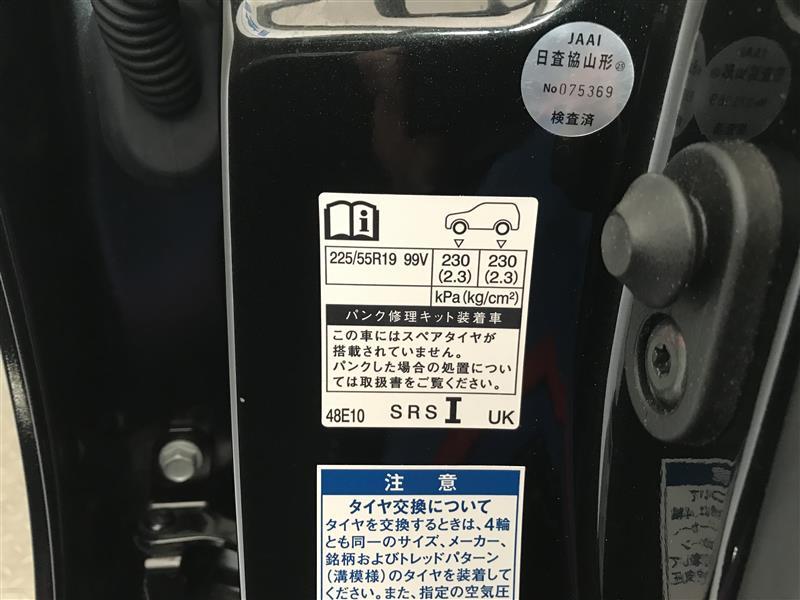 JAAI
日査協山形 ㉕
No 075369
検査済
i
225/55R19 99V 230 (2.3) 230 (2.3)
kPa(kg/cm²)
パンク修理キット装着車
この車にはスペアタイヤが
搭載されていません。
パンクした場合の処置につい
ては取扱書をご覧ください。
48E10 SRS I UK
注意
タイヤ交換について
タイヤを交換するときは、4輪
とも同一のサイズ、メーカー、
銘柄およびトレッドパターン
(溝模様)のタイヤを装着して
ください。また、指定の空気圧